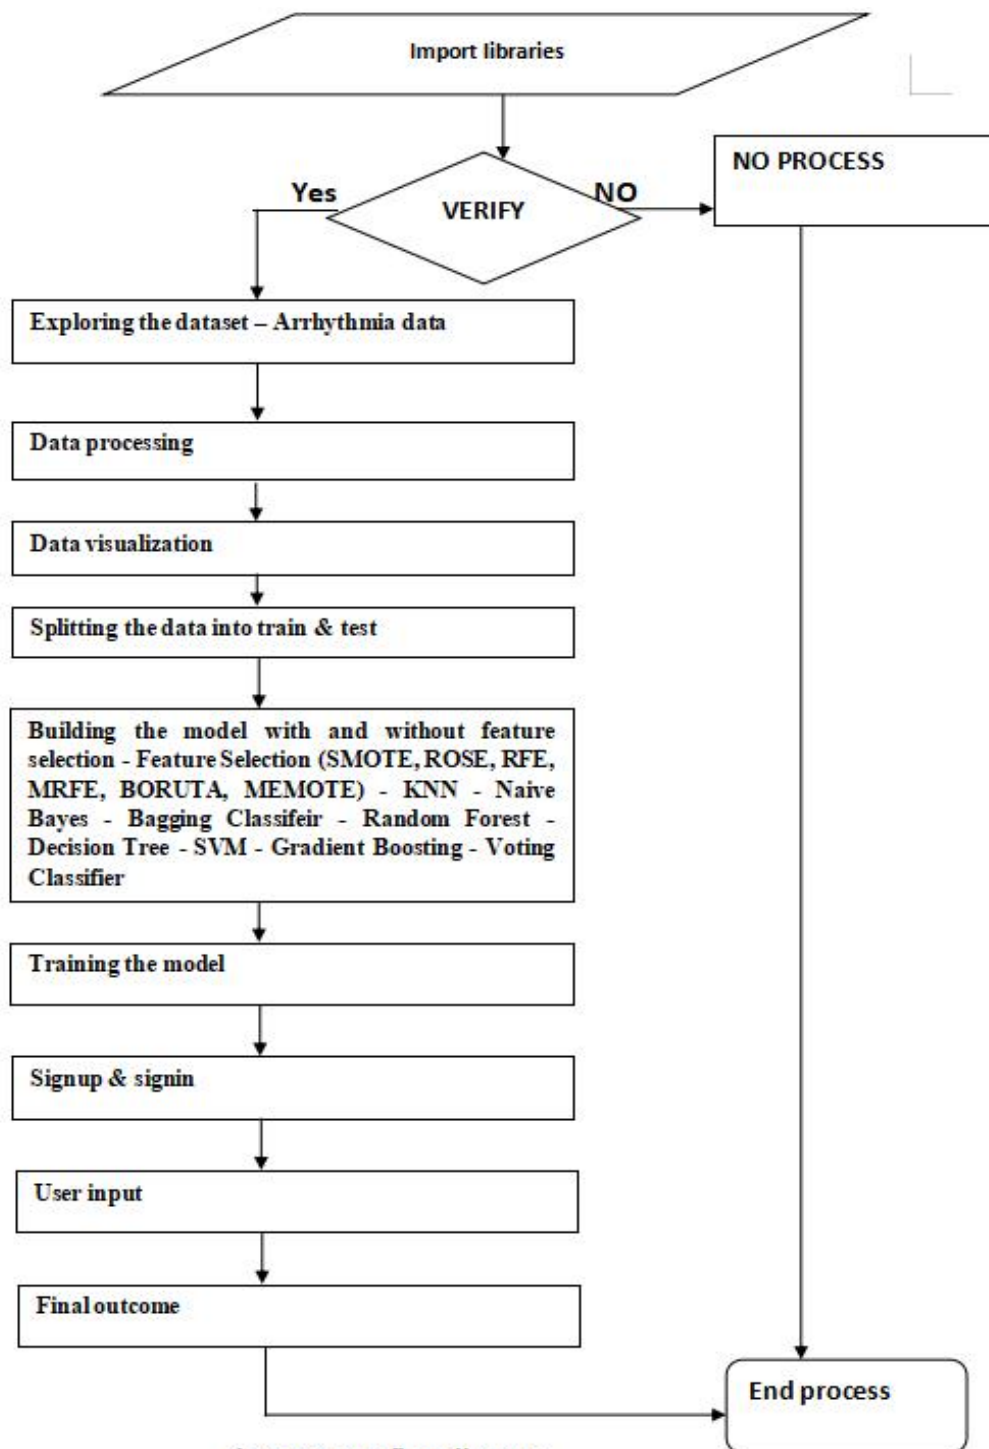 Import libraries
NO PROCESS
Yes
VERIFY
NO
Exploring the dataset – Arrhythmia data
Data processing
Data visualization
Splitting the data into train & test
Building the model with and without feature
selection - Feature Selection (SMOTE, ROSE, RFE,
MRFE, BORUTA, MEMOTE) - KNN - Naive
Bayes - Bagging Classifeir - Random Forest -
Decision Tree - SVM - Gradient Boosting - Voting
Classifier
Training the model
Signup & signin
User input
Final outcome
End process